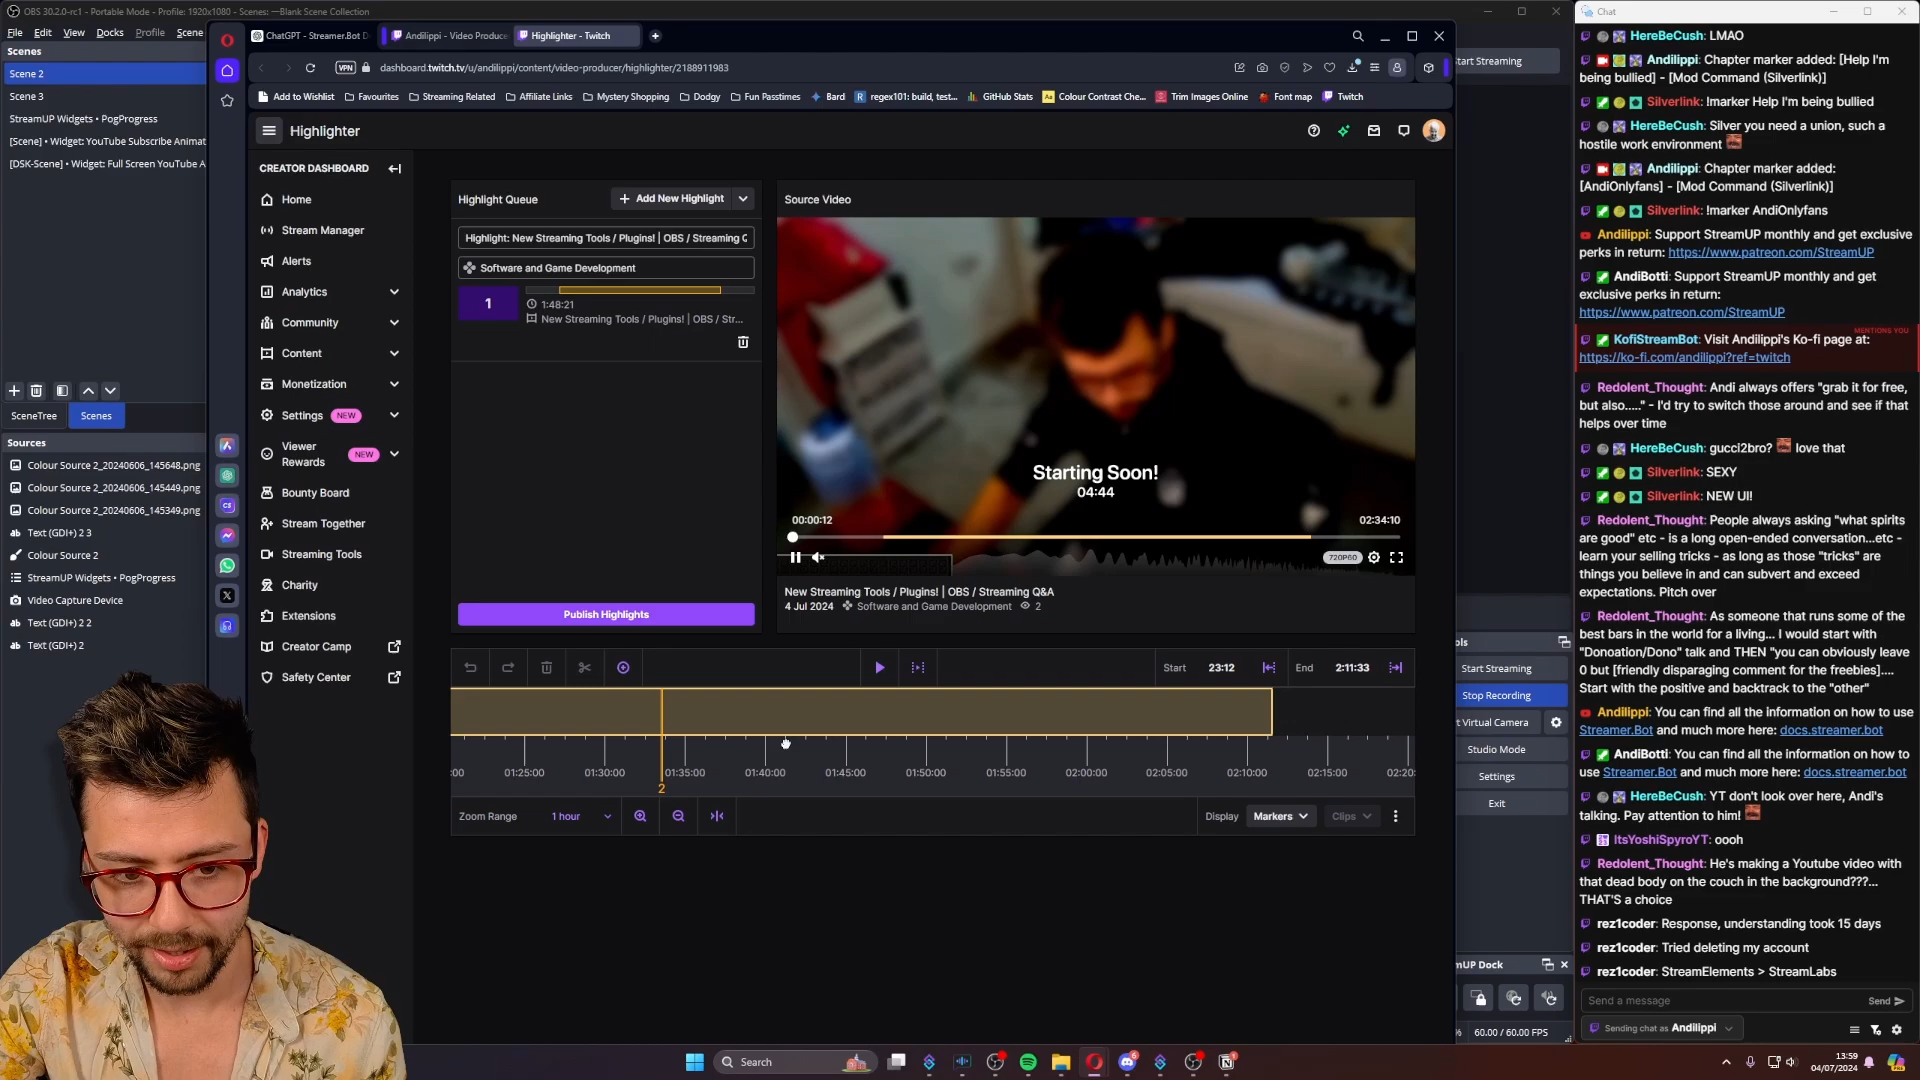 OBS 30.2.0-rc1 - Portable Mode - Profile: 1920x1080 - Scenes: —Blank Scene Collection
File Edit View Docks Profile Scene
Scenes
Scene 2
Scene 3
StreamUP Widgets • PogProgress
[Scene] • Widget: YouTube Subscribe Animat
[DSK-Scene] • Widget: Full Screen YouTube A
SceneTree Scenes
Sources
Colour Source 2_20240606_145648.png
Colour Source 2_20240606_145449.png
Colour Source 2_20240606_145349.png
Text (GDI+) 2 3
Colour Source 2
StreamUP Widgets • PogProgress
Video Capture Device
Text (GDI+) 2 2
Text (GDI+) 2
ChatGPT - Streamer.Bot D
Andilippi - Video Produce
Highlighter - Twitch
VPN
dashboard.twitch.tv/u/andilippi/content/video-producer/highlighter/2188911983
Add to Wishlist Favourites Streaming Related Affiliate Links Mystery Shopping Dodgy Fun Passtimes Bard regex101: build, test... GitHub Stats Colour Contrast Che... Trim Images Online Font map Twitch
Highlighter
CREATOR DASHBOARD
Home
Stream Manager
Alerts
Analytics
Community
Content
Monetization
Settings NEW
Viewer
Rewards
NEW
Bounty Board
Stream Together
Streaming Tools
Charity
Extensions
Creator Camp
Safety Center
Highlight Queue
Add New Highlight
Highlight: New Streaming Tools / Plugins! | OBS / Streaming Q
Software and Game Development
1
1:48:21
New Streaming Tools / Plugins! | OBS / Str...
Publish Highlights
Source Video
Starting Soon!
04:44
00:00:12
02:34:10
720P60
New Streaming Tools / Plugins! | OBS / Streaming Q&A
4 Jul 2024 Software and Game Development 2
Start 23:12 End 2:11:33
:00 01:25:00 01:30:00 01:35:00 01:40:00 01:45:00 01:50:00 01:55:00 02:00:00 02:05:00 02:10:00 02:15:00 02:20:
2
Zoom Range 1 hour
Display Markers Clips
tart Streaming
ols
Start Streaming
Stop Recording
t Virtual Camera
Studio Mode
Settings
Exit
mUP Dock
% 60.00 / 60.00 FPS
Chat
HereBeCush: LMAO
Andilippi: Chapter marker added: [Help I'm
being bullied] - [Mod Command (Silverlink)]
Silverlink: !marker Help I'm being bullied
HereBeCush: Silver you need a union, such a
hostile work environment
Andilippi: Chapter marker added:
[AndiOnlyfans] - [Mod Command (Silverlink)]
Silverlink: !marker AndiOnlyfans
Andilippi: Support StreamUP monthly and get exclusive
perks in return: https://www.patreon.com/StreamUP
AndiBotti: Support StreamUP monthly and get
exclusive perks in return:
https://www.patreon.com/StreamUP
MENTIONS YOU
KofiStreamBot: Visit Andilippi's Ko-fi page at:
https://ko-fi.com/andilippi?ref=twitch
Redolent_Thought: Andi always offers "grab it for free,
but also....." - I'd try to switch those around and see if that
helps over time
HereBeCush: gucci2bro? love that
Silverlink: SEXY
Silverlink: NEW UI!
Redolent_Thought: People always asking "what spirits
are good" etc - is a long open-ended conversation...etc -
learn your selling tricks - as long as those "tricks" are
things you believe in and can subvert and exceed
expectations. Pitch over
Redolent_Thought: As someone that runs some of the
best bars in the world for a living... I would start with
"Donoation/Dono" talk and THEN "you can obviously leave
0 but [friendly disparaging comment for the freebies]....
Start with the positive and backtrack to the "other"
Andilippi: You can find all the information on how to use
Streamer.Bot and much more here: docs.streamer.bot
AndiBotti: You can find all the information on how to
use Streamer.Bot and much more here: docs.streamer.bot
HereBeCush: YT don't look over here, Andi's
talking. Pay attention to him!
ItsYoshiSpyroYT: oooh
Redolent_Thought: He's making a Youtube video with
that dead body on the couch in the background???...
THAT'S a choice
rez1coder: Response, understanding took 15 days
rez1coder: Tried deleting my account
rez1coder: StreamElements > StreamLabs
Send a message Send
Sending chat as Andilippi
Search
13:59
04/07/2024